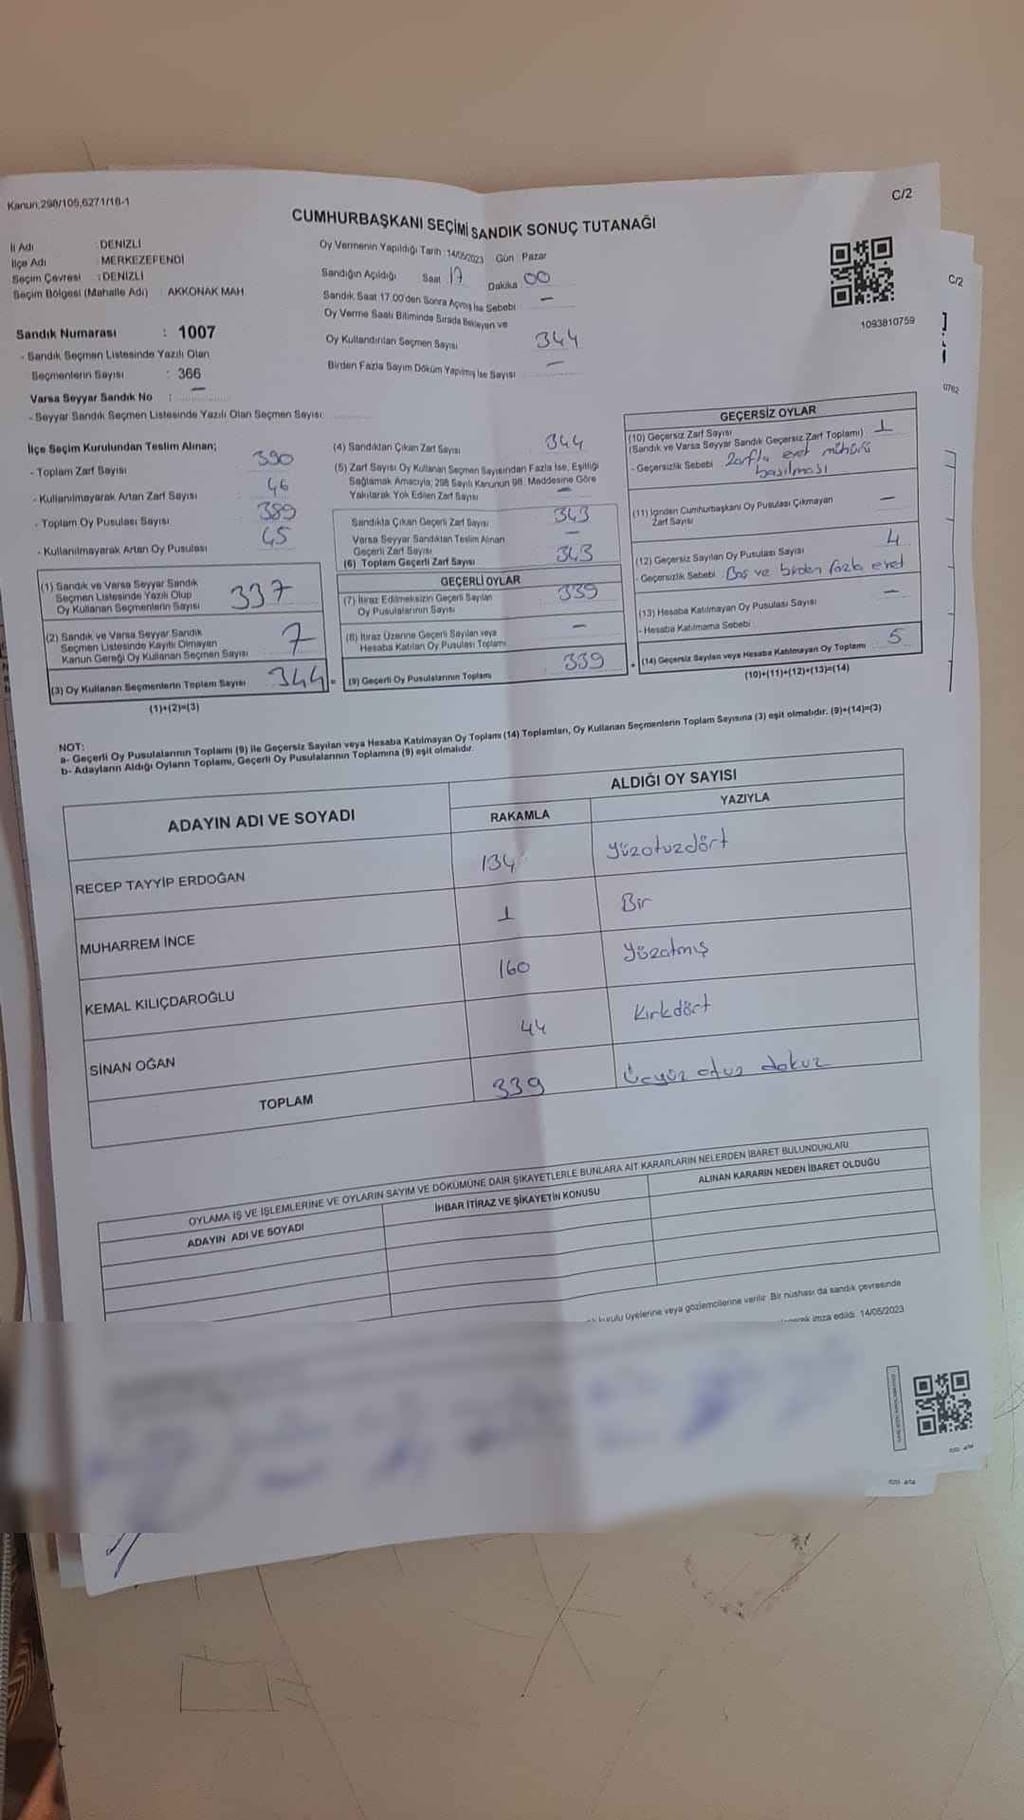 Kanun:298/105,6271/18-1
C/2
CUMHURBAŞKANI SEÇİMİ SANDIK SONUÇ TUTANAĞI
İl Adı : DENİZLİ
İlçe Adı : MERKEZEFENDİ
Seçim Çevresi : DENİZLİ
Seçim Bölgesi (Mahalle Adı) : AKKONAK MAH.
Sandık Numarası : 1007
- Sandık Seçmen Listesinde Yazılı Olan
Seçmenlerin Sayısı : 366
Varsa Seyyar Sandık No : —
- Seyyar Sandık Seçmen Listesinde Yazılı Olan Seçmen Sayısı:
Oy Vermenin Yapıldığı Tarih : 14/05/2023 Gün : Pazar
Sandığın Açıldığı Saat 17 Dakika 00
Sandık Saat 17.00'den Sonra Açılmış İse Sebebi —
Oy Verme Saati Bitiminde Sırada Bekleyen ve
Oy Kullandırılan Seçmen Sayısı 344
Birden Fazla Sayım Döküm Yapılmış İse Sayısı —
1093810759
C/2
0762
İlçe Seçim Kurulundan Teslim Alınan;
- Toplam Zarf Sayısı 390
- Kullanılmayarak Artan Zarf Sayısı 46
- Toplam Oy Pusulası Sayısı 389
- Kullanılmayarak Artan Oy Pusulası 45
(1) Sandık ve Varsa Seyyar Sandık
Seçmen Listesinde Yazılı Olup
Oy Kullanan Seçmenlerin Sayısı 337
(2) Sandık ve Varsa Seyyar Sandık
Seçmen Listesinde Kayıtlı Olmayan
Kanun Gereği Oy Kullanan Seçmen Sayısı 7
(3) Oy Kullanan Seçmenlerin Toplam Sayısı 344
(1)+(2)=(3)
(4) Sandıktan Çıkan Zarf Sayısı 344
(5) Zarf Sayısı Oy Kullanan Seçmen Sayısından Fazla İse, Eşitliği
Sağlamak Amacıyla; 298 Sayılı Kanunun 98. Maddesine Göre
Yakılarak Yok Edilen Zarf Sayısı —
Sandıkta Çıkan Geçerli Zarf Sayısı 343
Varsa Seyyar Sandıktan Teslim Alınan
Geçerli Zarf Sayısı —
(6) Toplam Geçerli Zarf Sayısı 343
GEÇERLİ OYLAR
(7) İtiraz Edilmeksizin Geçerli Sayılan
Oy Pusulalarının Sayısı 339
(8) İtiraz Üzerine Geçerli Sayılan veya
Hesaba Katılan Oy Pusulası Toplamı —
= (9) Geçerli Oy Pusulalarının Toplamı 339
GEÇERSİZ OYLAR
(10) Geçersiz Zarf Sayısı
(Sandık ve Varsa Seyyar Sandık Geçersiz Zarf Toplamı) 1
- Geçersizlik Sebebi Zarfla evet mührü
basılması
(11) İçinden Cumhurbaşkanı Oy Pusulası Çıkmayan
Zarf Sayısı —
(12) Geçersiz Sayılan Oy Pusulası Sayısı 4
- Geçersizlik Sebebi Boş ve birden fazla evet
(13) Hesaba Katılmayan Oy Pusulası Sayısı —
- Hesaba Katılmama Sebebi
+ (14) Geçersiz Sayılan veya Hesaba Katılmayan Oy Toplamı 5
(10)+(11)+(12)+(13)=(14)
NOT:
a- Geçerli Oy Pusulalarının Toplamı (9) ile Geçersiz Sayılan veya Hesaba Katılmayan Oy Toplamı (14) Toplamları, Oy Kullanan Seçmenlerin Toplam Sayısına (3) eşit olmalıdır. (9)+(14)=(3)
b- Adayların Aldığı Oyların Toplamı, Geçerli Oy Pusulalarının Toplamına (9) eşit olmalıdır.
ADAYIN ADI VE SOYADI
ALDIĞI OY SAYISI
RAKAMLA YAZIYLA
RECEP TAYYİP ERDOĞAN 134 Yüzotuzdört
MUHARREM İNCE 1 Bir
KEMAL KILIÇDAROĞLU 160 Yüzatmış
SİNAN OĞAN 44 Kırkdört
TOPLAM 339 Üçyüz otuz dokuz
OYLAMA İŞ VE İŞLEMLERİNE VE OYLARIN SAYIM VE DÖKÜMÜNE DAİR ŞİKAYETLERLE BUNLARA AİT KARARLARIN NELERDEN İBARET BULUNDUKLARI
ADAYIN ADI VE SOYADI İHBAR İTİRAZ VE ŞİKAYETİN KONUSU ALINAN KARARIN NEDEN İBARET OLDUĞU
kurulu üyelerine veya gözlemcilerine verilir. Bir nüshası da sandık çevresinde
imza edildi. 14/05/2023